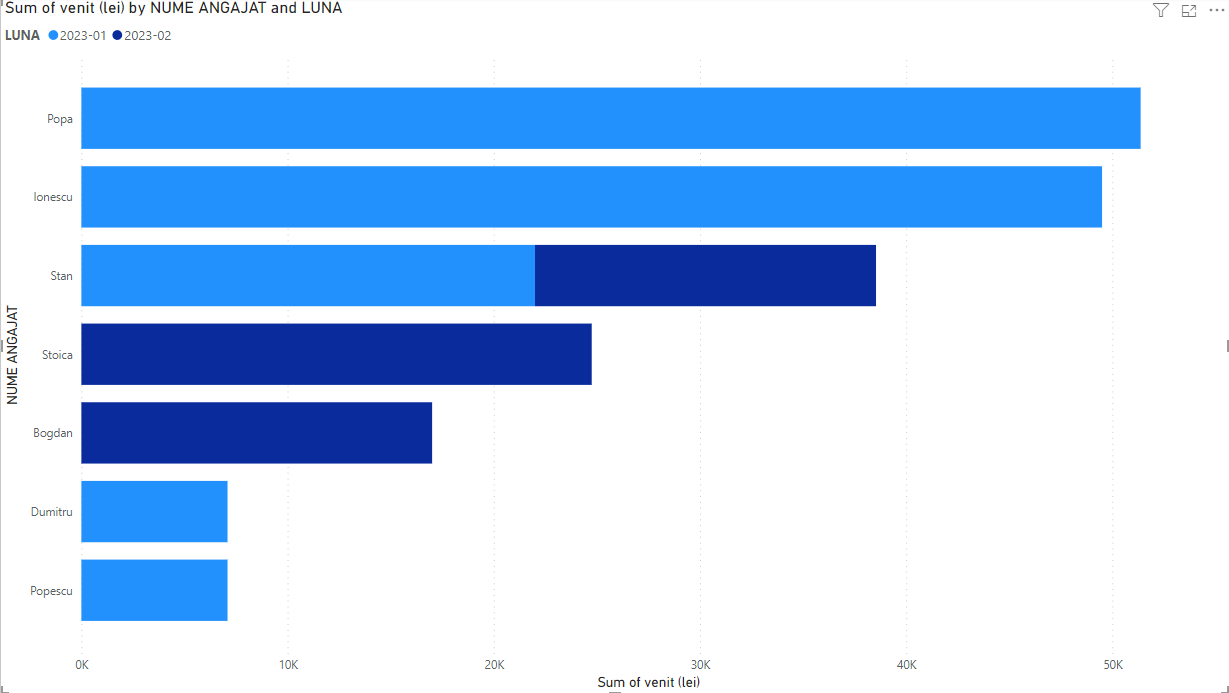 Sum of venit (lei) by NUME ANGAJAT and LUNA
LUNA 2023-01 2023-02
NUME ANGAJAT
Popa
Ionescu
Stan
Stoica
Bogdan
Dumitru
Popescu
0K 10K 20K 30K 40K 50K
Sum of venit (lei)